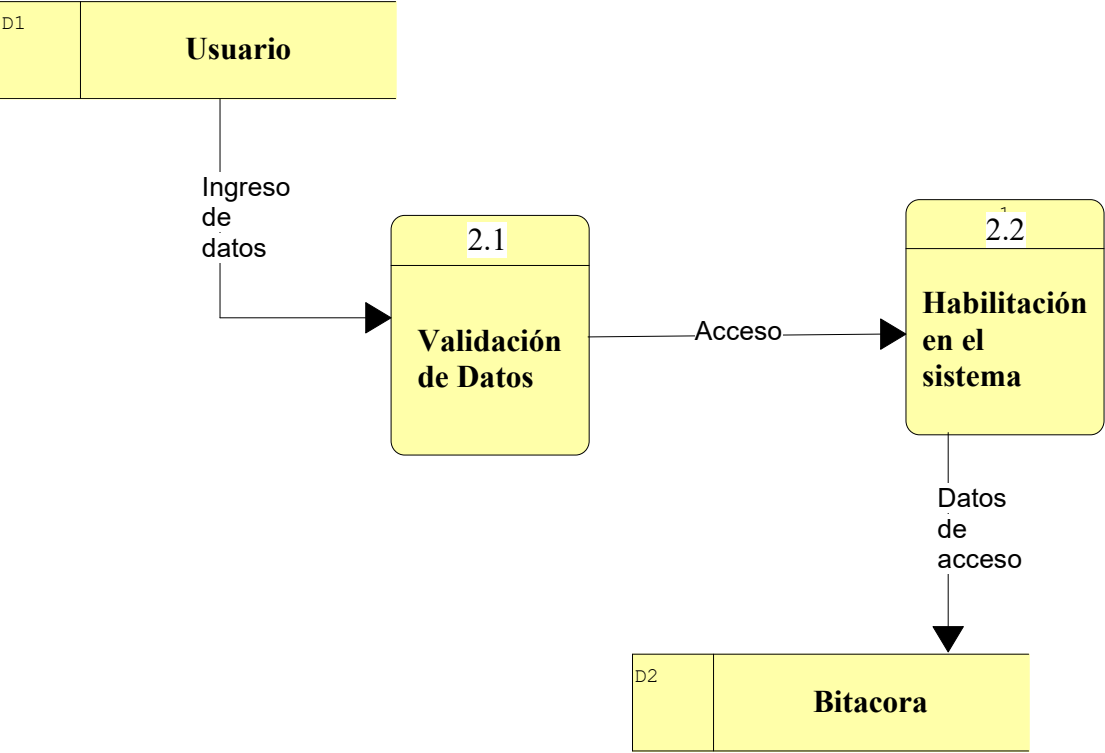 D1
Usuario
Ingreso
de
datos
2.1
Validación
de Datos
Acceso
2.2
Habilitación
en el
sistema
Datos
de
acceso
D2
Bitacora